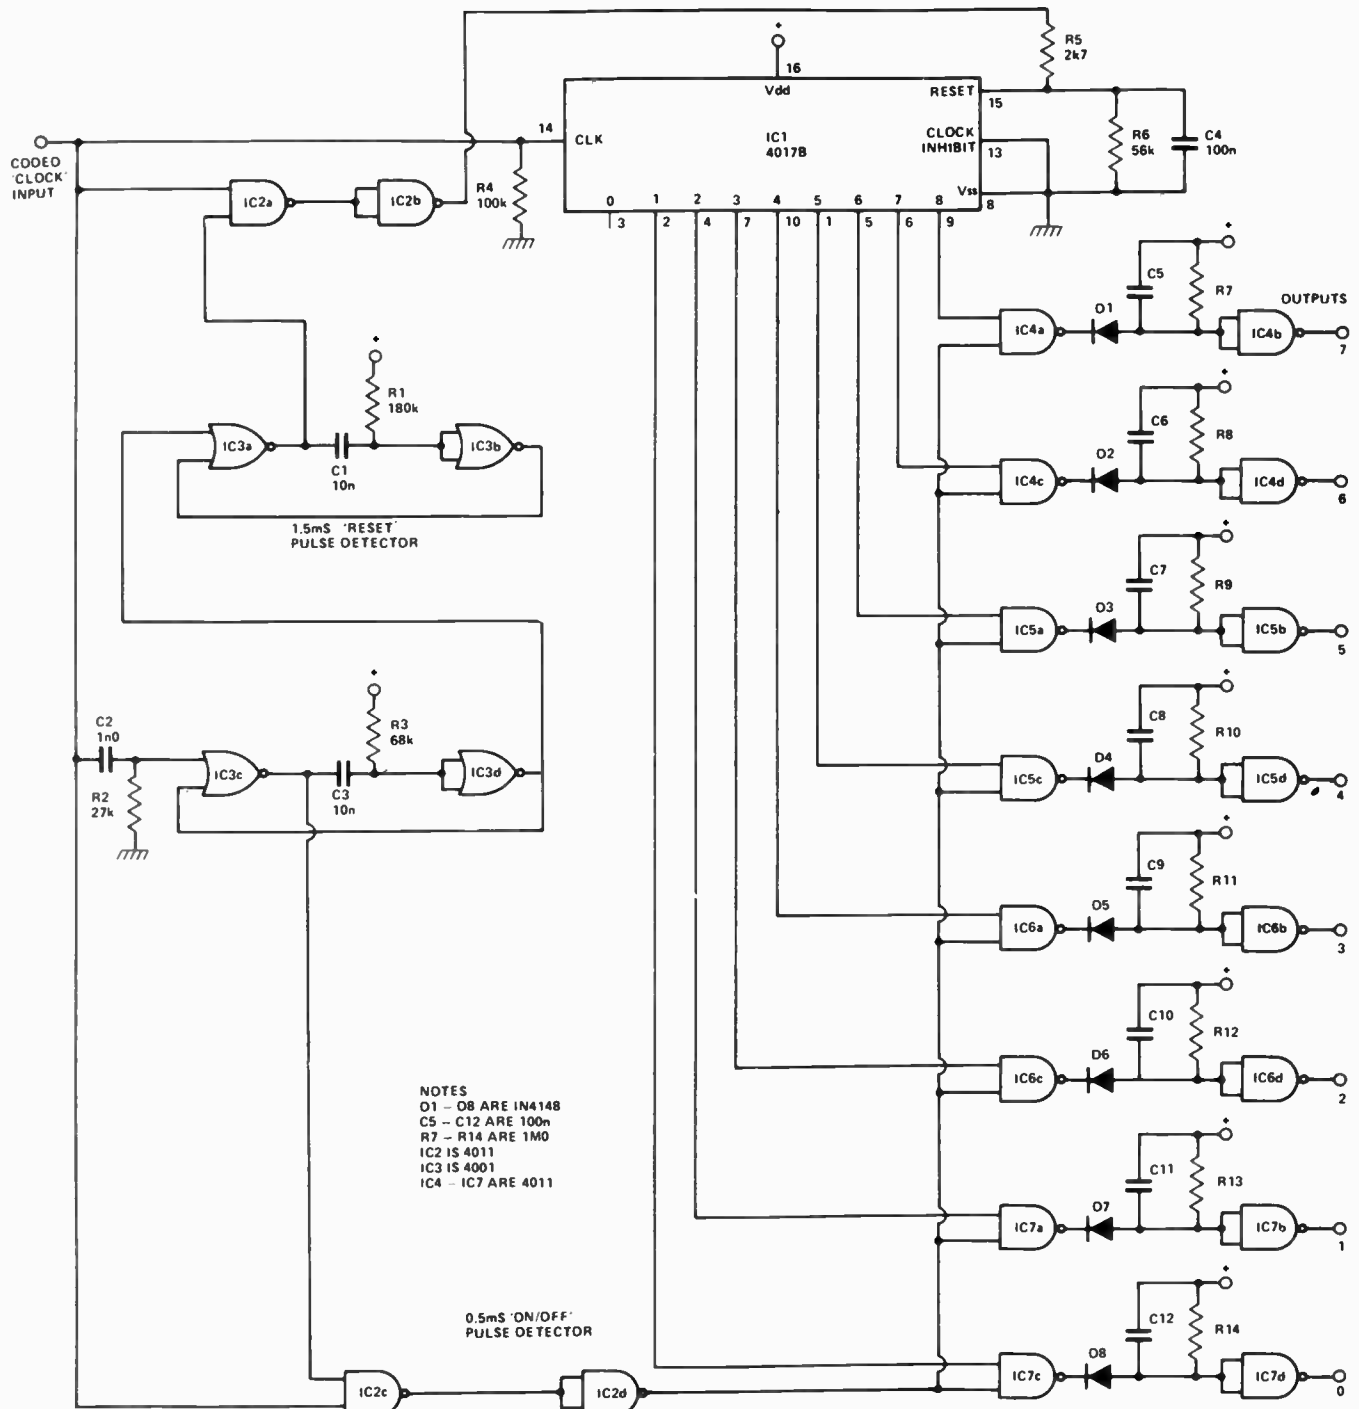 +
R5
2k7
16
Vdd
RESET
15
14
CLK
IC1
4017B
CLOCK
INHIBIT
13
R6
56k
C4
100n
Vss
8
CODED
'CLOCK'
INPUT
IC2a
IC2b
R4
100k
0
1
2
3
4
5
6
7
8
3
2
4
7
10
1
5
6
9
+
C5
R7
OUTPUTS
IC4a
D1
IC4b
7
+
R1
180k
IC3a
C1
10n
IC3b
1.5mS 'RESET'
PULSE DETECTOR
+
C6
R8
IC4c
D2
IC4d
6
+
C7
R9
IC5a
D3
IC5b
5
+
C2
1n0
R2
27k
IC3c
R3
68k
C3
10n
IC3d
+
C8
R10
IC5c
D4
IC5d
4
+
C9
R11
IC6a
D5
IC6b
3
+
C10
R12
IC6c
D6
IC6d
2
NOTES
D1 – D8 ARE IN4148
C5 – C12 ARE 100n
R7 – R14 ARE 1M0
IC2 IS 4011
IC3 IS 4001
IC4 – IC7 ARE 4011
+
C11
R13
IC7a
D7
IC7b
1
0.5mS 'ON/OFF'
PULSE DETECTOR
+
C12
R14
IC2c
IC2d
IC7c
D8
IC7d
0